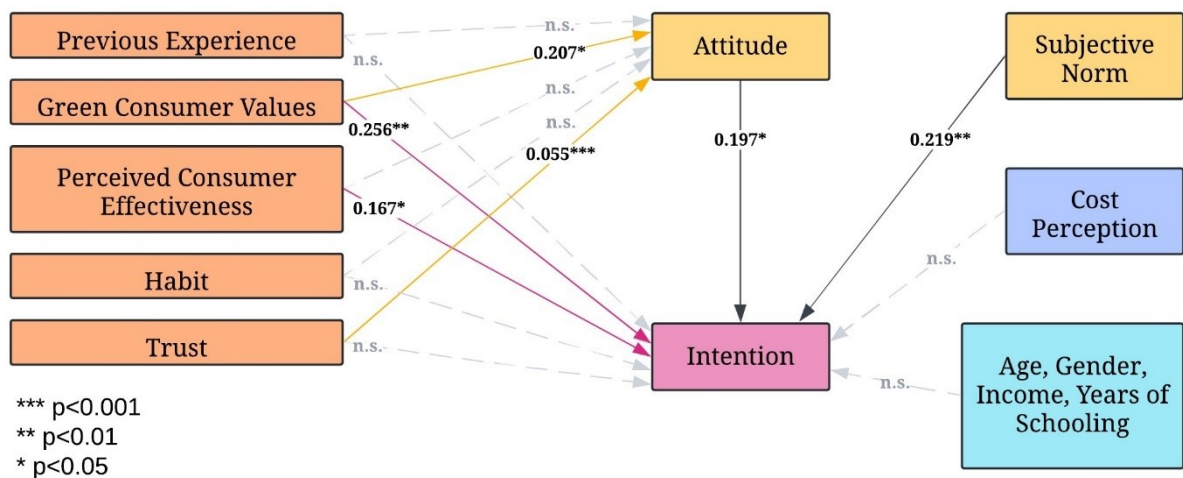 Previous Experience
Green Consumer Values
Perceived Consumer
Effectiveness
Habit
Trust
*** p<0.001
** p<0.01
* p<0.05
n.s.
n.s.
0.207*
n.s.
0.256**
n.s.
0.055***
0.167*
n.s.
n.s.
Attitude
0.197*
Intention
Subjective
Norm
0.219**
Cost
Perception
n.s.
Age, Gender,
Income, Years of
Schooling
n.s.